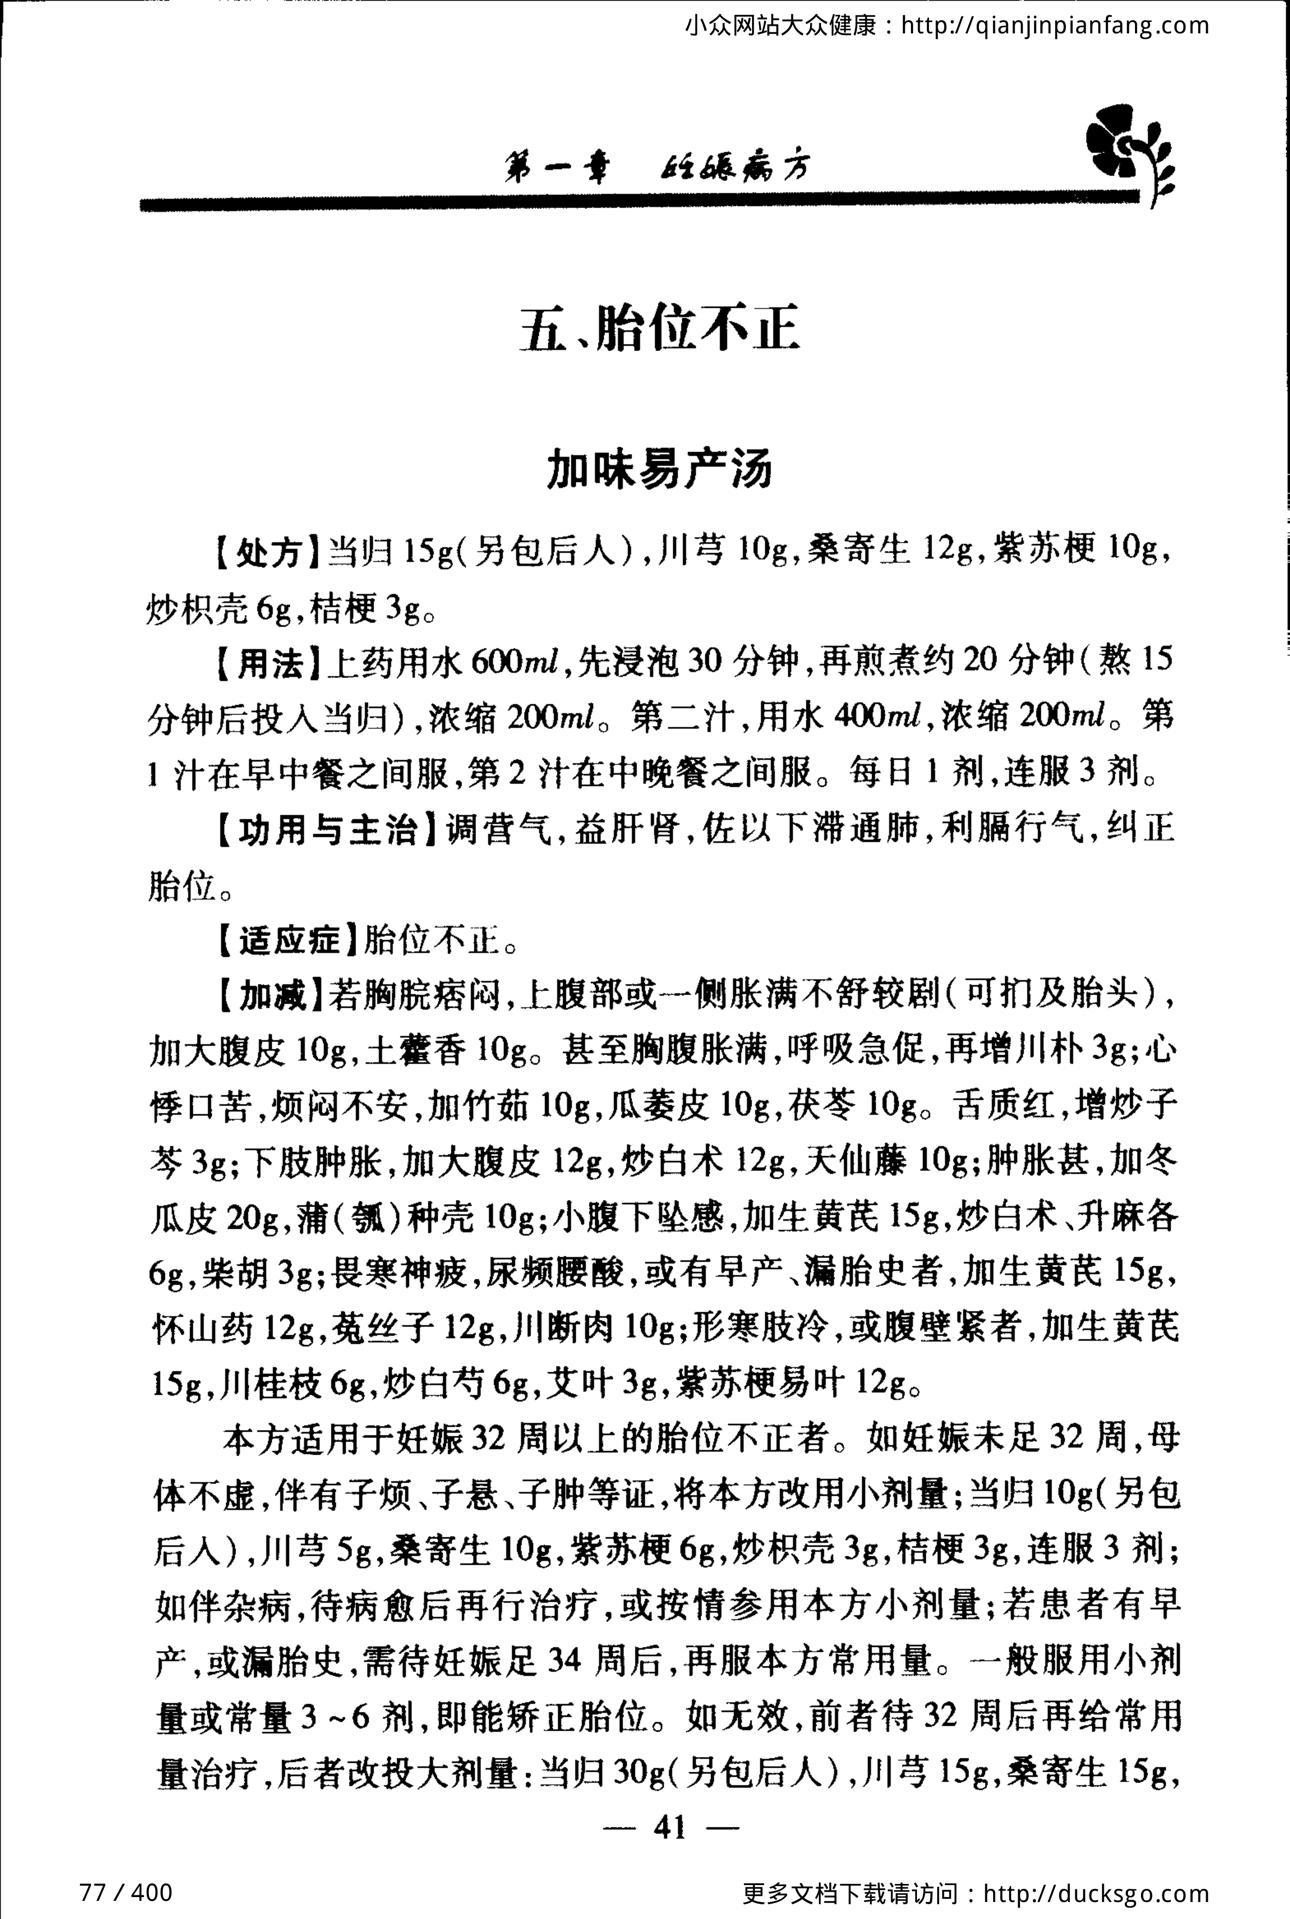 小众网站大众健康：http://qianjinpianfang.com
第一章 妊娠病方
五、胎位不正
加味易产汤
【处方】当归 15g(另包后人),川芎 10g,桑寄生 12g,紫苏梗 10g,
炒枳壳 6g,桔梗 3g。
【用法】上药用水 600ml,先浸泡 30 分钟,再煎煮约 20 分钟(熬 15
分钟后投入当归),浓缩 200ml。第二汁,用水 400ml,浓缩 200ml。第
1 汁在早中餐之间服,第 2 汁在中晚餐之间服。每日 1 剂,连服 3 剂。
【功用与主治】调营气,益肝肾,佐以下滞通肺,利膈行气,纠正
胎位。
【适应症】胎位不正。
【加减】若胸脘痞闷,上腹部或一侧胀满不舒较剧(可扪及胎头),
加大腹皮 10g,土藿香 10g。甚至胸腹胀满,呼吸急促,再增川朴 3g;心
悸口苦,烦闷不安,加竹茹 10g,瓜蒌皮 10g,茯苓 10g。舌质红,增炒子
芩 3g;下肢肿胀,加大腹皮 12g,炒白术 12g,天仙藤 10g;肿胀甚,加冬
瓜皮 20g,蒲(瓠)种壳 10g;小腹下坠感,加生黄芪 15g,炒白术、升麻各
6g,柴胡 3g;畏寒神疲,尿频腰酸,或有早产、漏胎史者,加生黄芪 15g,
怀山药 12g,菟丝子 12g,川断肉 10g;形寒肢冷,或腹壁紧者,加生黄芪
15g,川桂枝 6g,炒白芍 6g,艾叶 3g,紫苏梗易叶 12g。
本方适用于妊娠 32 周以上的胎位不正者。如妊娠未足 32 周,母
体不虚,伴有子烦、子悬、子肿等证,将本方改用小剂量;当归 10g(另包
后人),川芎 5g,桑寄生 10g,紫苏梗 6g,炒枳壳 3g,桔梗 3g,连服 3 剂;
如伴杂病,待病愈后再行治疗,或按情参用本方小剂量;若患者有早
产,或漏胎史,需待妊娠足 34 周后,再服本方常用量。一般服用小剂
量或常量 3~6 剂,即能矫正胎位。如无效,前者待 32 周后再给常用
量治疗,后者改投大剂量:当归 30g(另包后人),川芎 15g,桑寄生 15g,
— 41 —
77 / 400
更多文档下载请访问：http://ducksgo.com